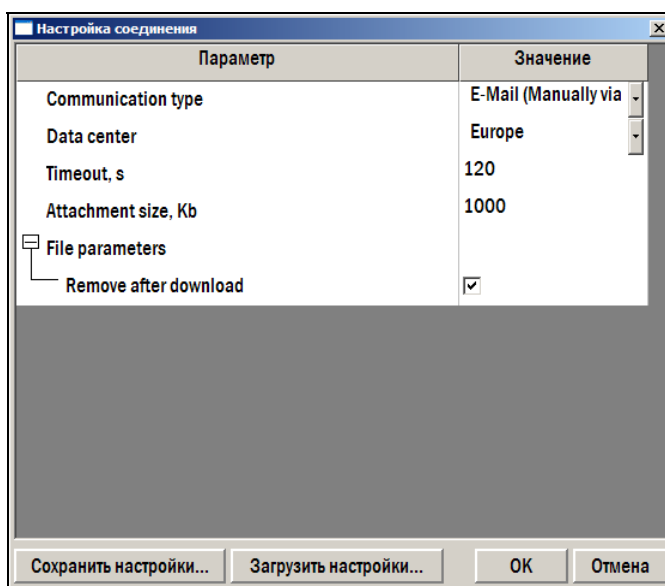 Настройка соединения
Параметр Значение
Communication type E-Mail (Manually via
Data center Europe
Timeout, s 120
Attachment size, Kb 1000
File parameters
Remove after download
Сохранить настройки... Загрузить настройки... OK Отмена